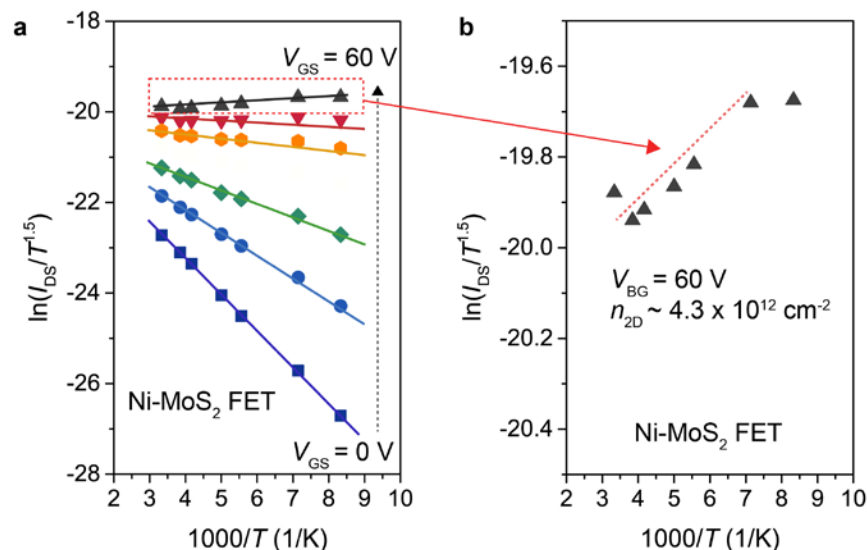 a
ln(I_DS/T^1.5)
-18
-20
-22
-24
-26
-28
V_GS = 60 V
Ni-MoS₂ FET
V_GS = 0 V
2 3 4 5 6 7 8 9 10
1000/T (1/K)
b
ln(I_DS/T^1.5)
-19.6
-19.8
-20.0
-20.2
-20.4
V_BG = 60 V
n_2D ~ 4.3 x 10¹² cm⁻²
Ni-MoS₂ FET
2 3 4 5 6 7 8 9 10
1000/T (1/K)